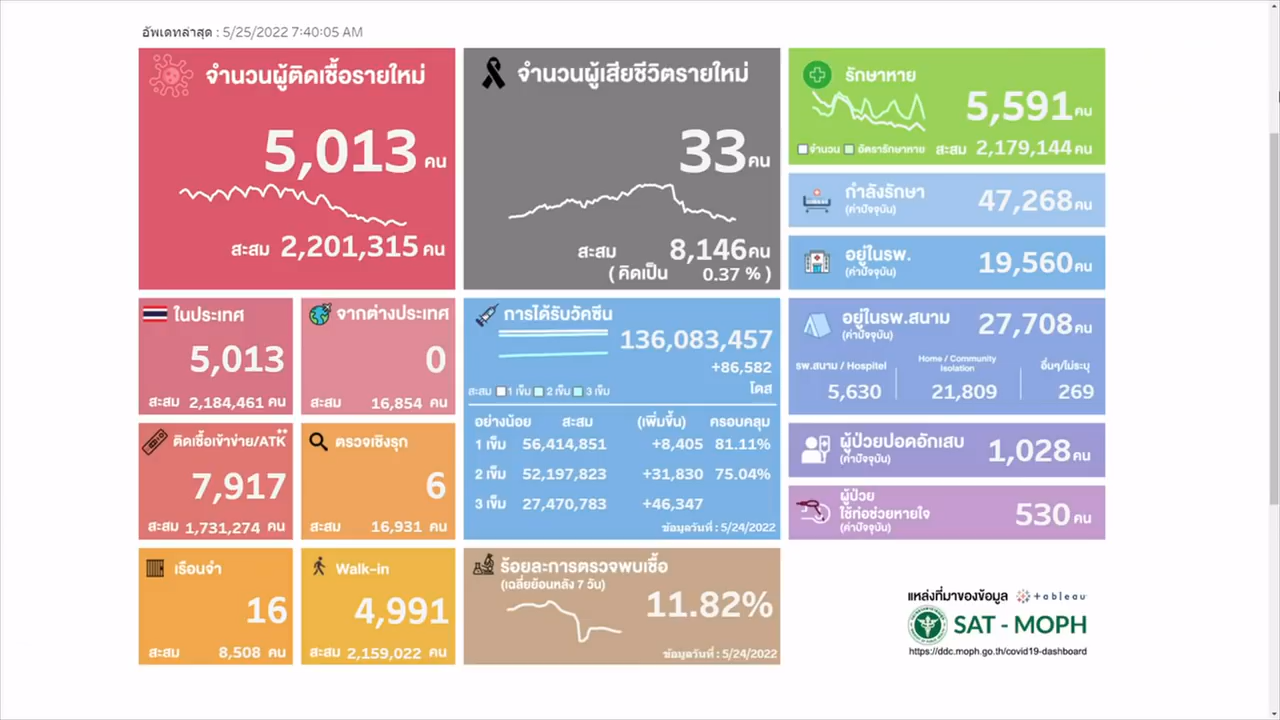 อัพเดทล่าสุด : 5/25/2022 7:40:05 AM
จำนวนผู้ติดเชื้อรายใหม่
5,013 คน
สะสม 2,201,315 คน
จำนวนผู้เสียชีวิตรายใหม่
33 คน
สะสม 8,146 คน
( คิดเป็น 0.37 % )
รักษาหาย
5,591 คน
จำนวน อัตรารักษาหาย สะสม 2,179,144 คน
กำลังรักษา
(ค่าปัจจุบัน)
47,268 คน
อยู่ในรพ.
(ค่าปัจจุบัน)
19,560 คน
ในประเทศ
5,013
สะสม 2,184,461 คน
จากต่างประเทศ
0
สะสม 16,854 คน
การได้รับวัคซีน
136,083,457
+86,582
โดส
สะสม 1 เข็ม 2 เข็ม 3 เข็ม
อย่างน้อย สะสม (เพิ่มขึ้น) ครอบคลุม
1 เข็ม 56,414,851 +8,405 81.11%
2 เข็ม 52,197,823 +31,830 75.04%
3 เข็ม 27,470,783 +46,347
ข้อมูลวันที่ : 5/24/2022
อยู่ในรพ.สนาม
(ค่าปัจจุบัน)
27,708 คน
รพ.สนาม / Hospitel
5,630
Home / Community
Isolation
21,809
อื่นๆ/ไม่ระบุ
269
ติดเชื้อเข้าข่าย/ATK**
7,917
สะสม 1,731,274 คน
ตรวจเชิงรุก
6
สะสม 16,931 คน
ผู้ป่วยปอดอักเสบ
(ค่าปัจจุบัน)
1,028 คน
ผู้ป่วย
ใช้ท่อช่วยหายใจ
(ค่าปัจจุบัน)
530 คน
เรือนจำ
16
สะสม 8,508 คน
Walk-in
4,991
สะสม 2,159,022 คน
ร้อยละการตรวจพบเชื้อ
(เฉลี่ยย้อนหลัง 7 วัน)
11.82%
ข้อมูลวันที่ : 5/24/2022
แหล่งที่มาของข้อมูล +ableau
SAT - MOPH
https://ddc.moph.go.th/covid19-dashboard